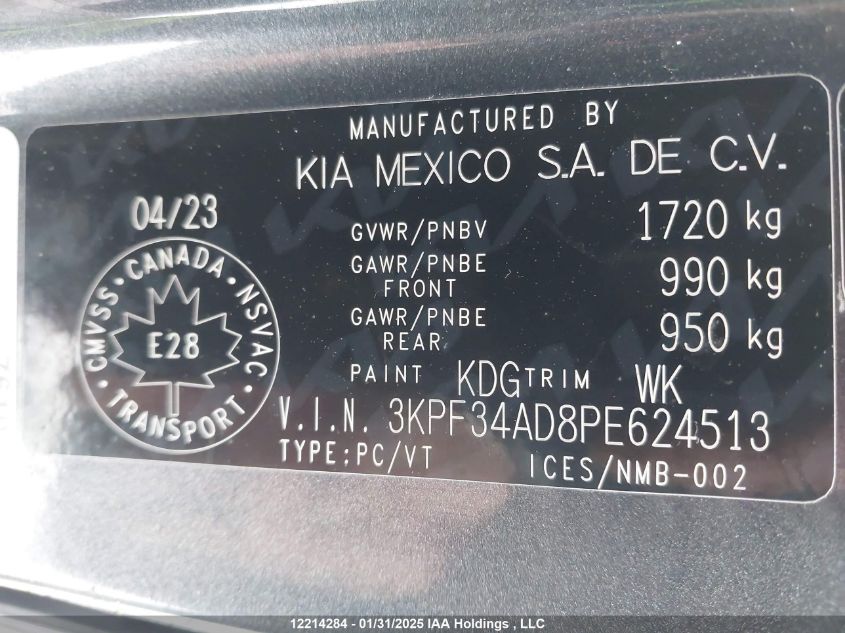 MANUFACTURED BY
KIA MEXICO S.A. DE C.V.
04/23
GVWR/PNBV 1720 kg
GAWR/PNBE FRONT 990 kg
GAWR/PNBE REAR 950 kg
PAINT KDG TRIM WK
CMVSS · CANADA · NSVAC · TRANSPORT ·
E28
V.I.N. 3KPF34AD8PE624513
TYPE:PC/VT ICES/NMB-002
12214284 - 01/31/2025 IAA Holdings , LLC